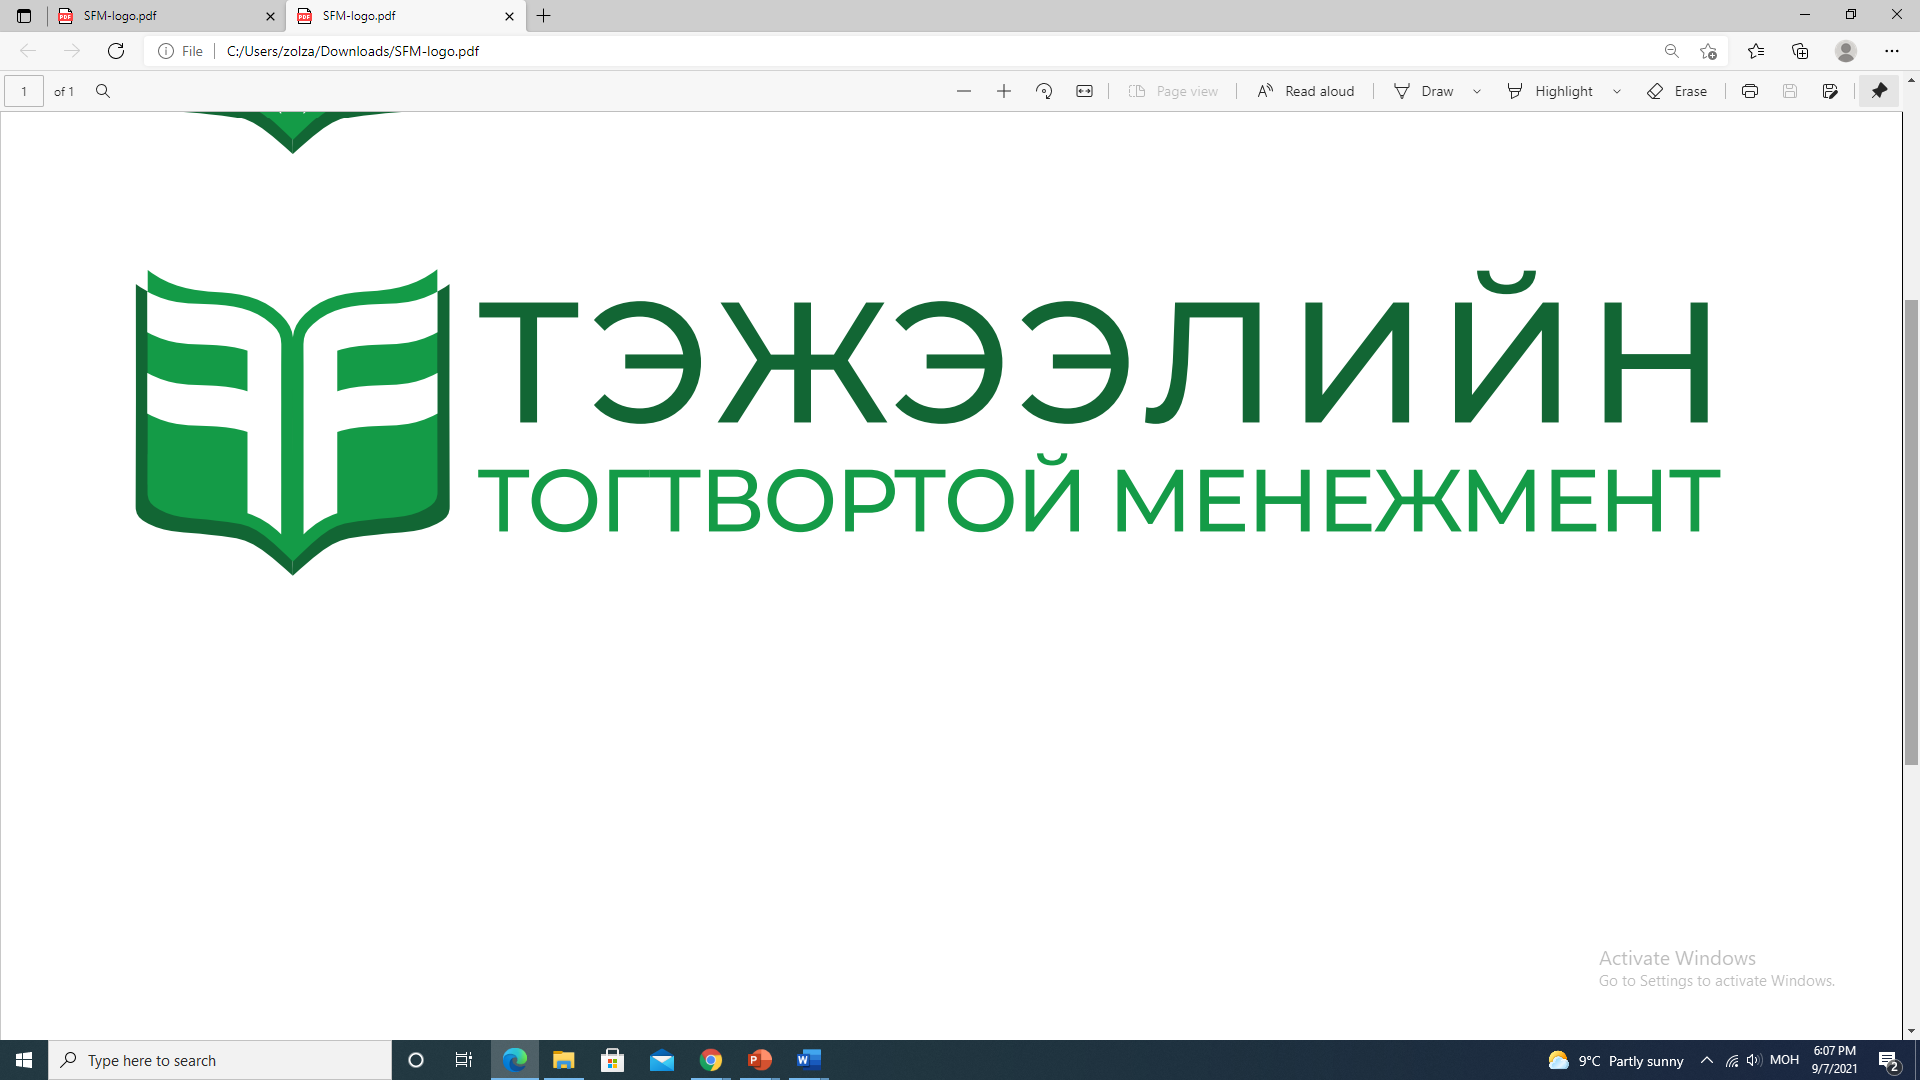 SFM-logo.pdf
SFM-logo.pdf
File
C:/Users/zolza/Downloads/SFM-logo.pdf
1 of 1
Page view
Read aloud
Draw
Highlight
Erase
ТЭЖЭЭЛИЙН
ТОГТВОРТОЙ МЕНЕЖМЕНТ
Activate Windows
Go to Settings to activate Windows.
Type here to search
9°C Partly sunny
МОН
6:07 PM
9/7/2021
2